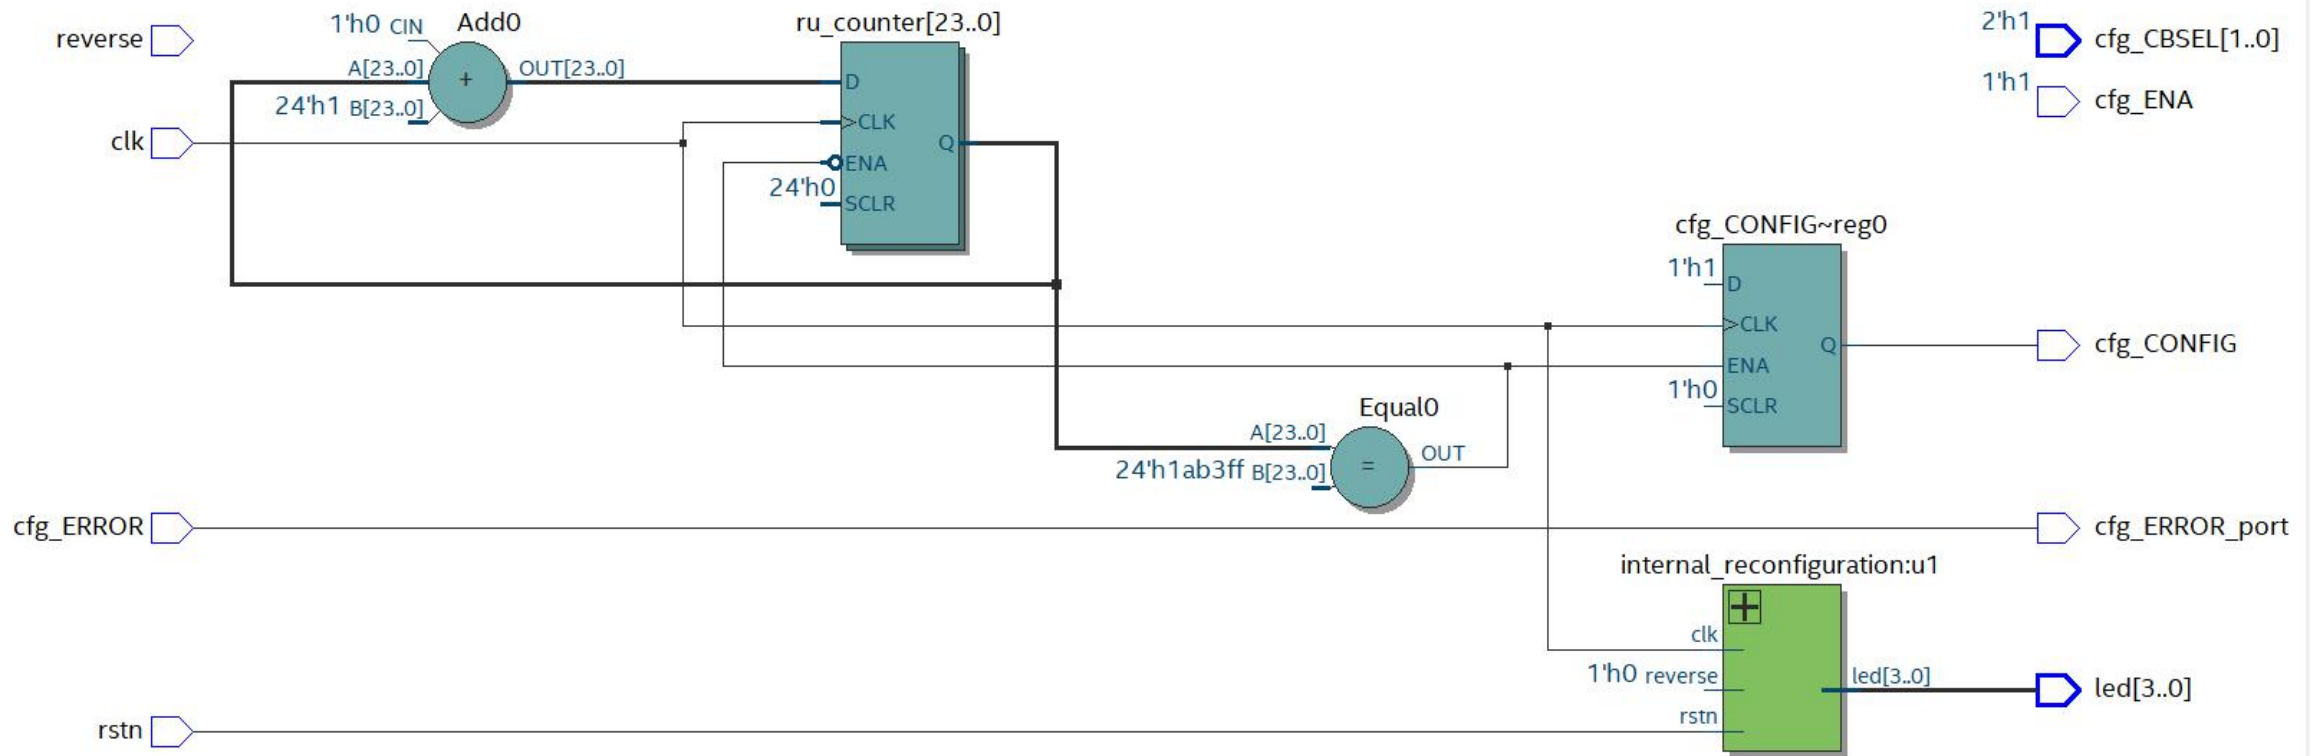 reverse
1'h0 CIN
Add0
A[23..0]
24'h1 B[23..0]
+
OUT[23..0]
clk
ru_counter[23..0]
D
CLK
ENA
24'h0
SCLR
Q
2'h1
cfg_CBSEL[1..0]
1'h1
cfg_ENA
cfg_CONFIG~reg0
1'h1
D
CLK
ENA
1'h0
SCLR
Q
cfg_CONFIG
Equal0
A[23..0]
24'h1ab3ff B[23..0]
=
OUT
cfg_ERROR
cfg_ERROR_port
internal_reconfiguration:u1
+
clk
1'h0 reverse
rstn
led[3..0]
led[3..0]
rstn